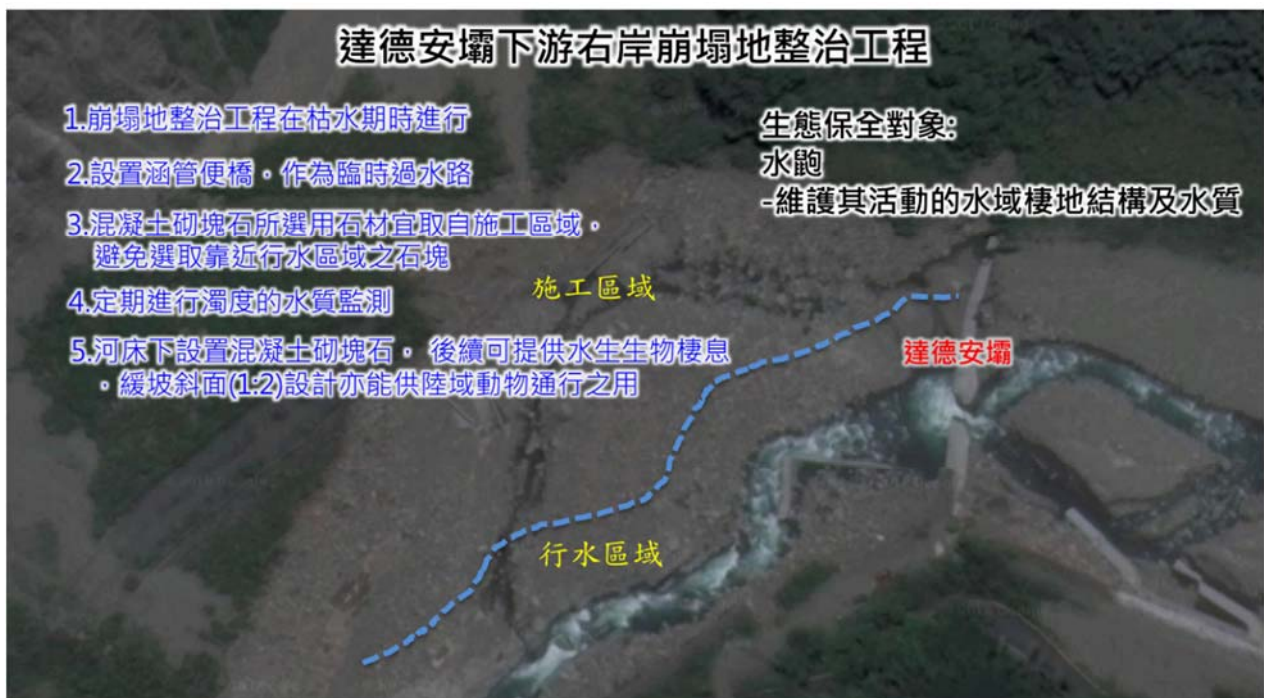 達德安壩下游右岸崩塌地整治工程
1.崩塌地整治工程在枯水期時進行
2.設置涵管便橋，作為臨時過水路
3.混凝土砌塊石所選用石材宜取自施工區域，
避免選取靠近行水區域之石塊
4.定期進行濁度的水質監測
5.河床下設置混凝土砌塊石， 後續可提供水生生物棲息
，緩坡斜面(1:2)設計亦能供陸域動物通行之用
生態保全對象:
水鼩
-維護其活動的水域棲地結構及水質
施工區域
達德安壩
行水區域